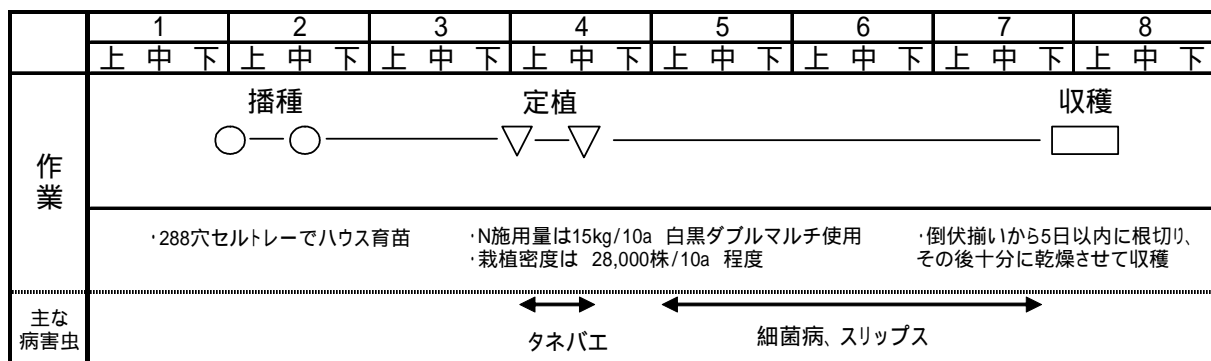 1 2 3 4 5 6 7 8
上 中 下 上 中 下 上 中 下 上 中 下 上 中 下 上 中 下 上 中 下 上 中 下
作業
播種 定植 収穫
・288穴セルトレーでハウス育苗
・N施用量は15kg/10a 白黒ダブルマルチ使用
・栽植密度は 28,000株/10a 程度
・倒伏揃いから5日以内に根切り、
その後十分に乾燥させて収穫
主な
病害虫
タネバエ
細菌病、スリップス